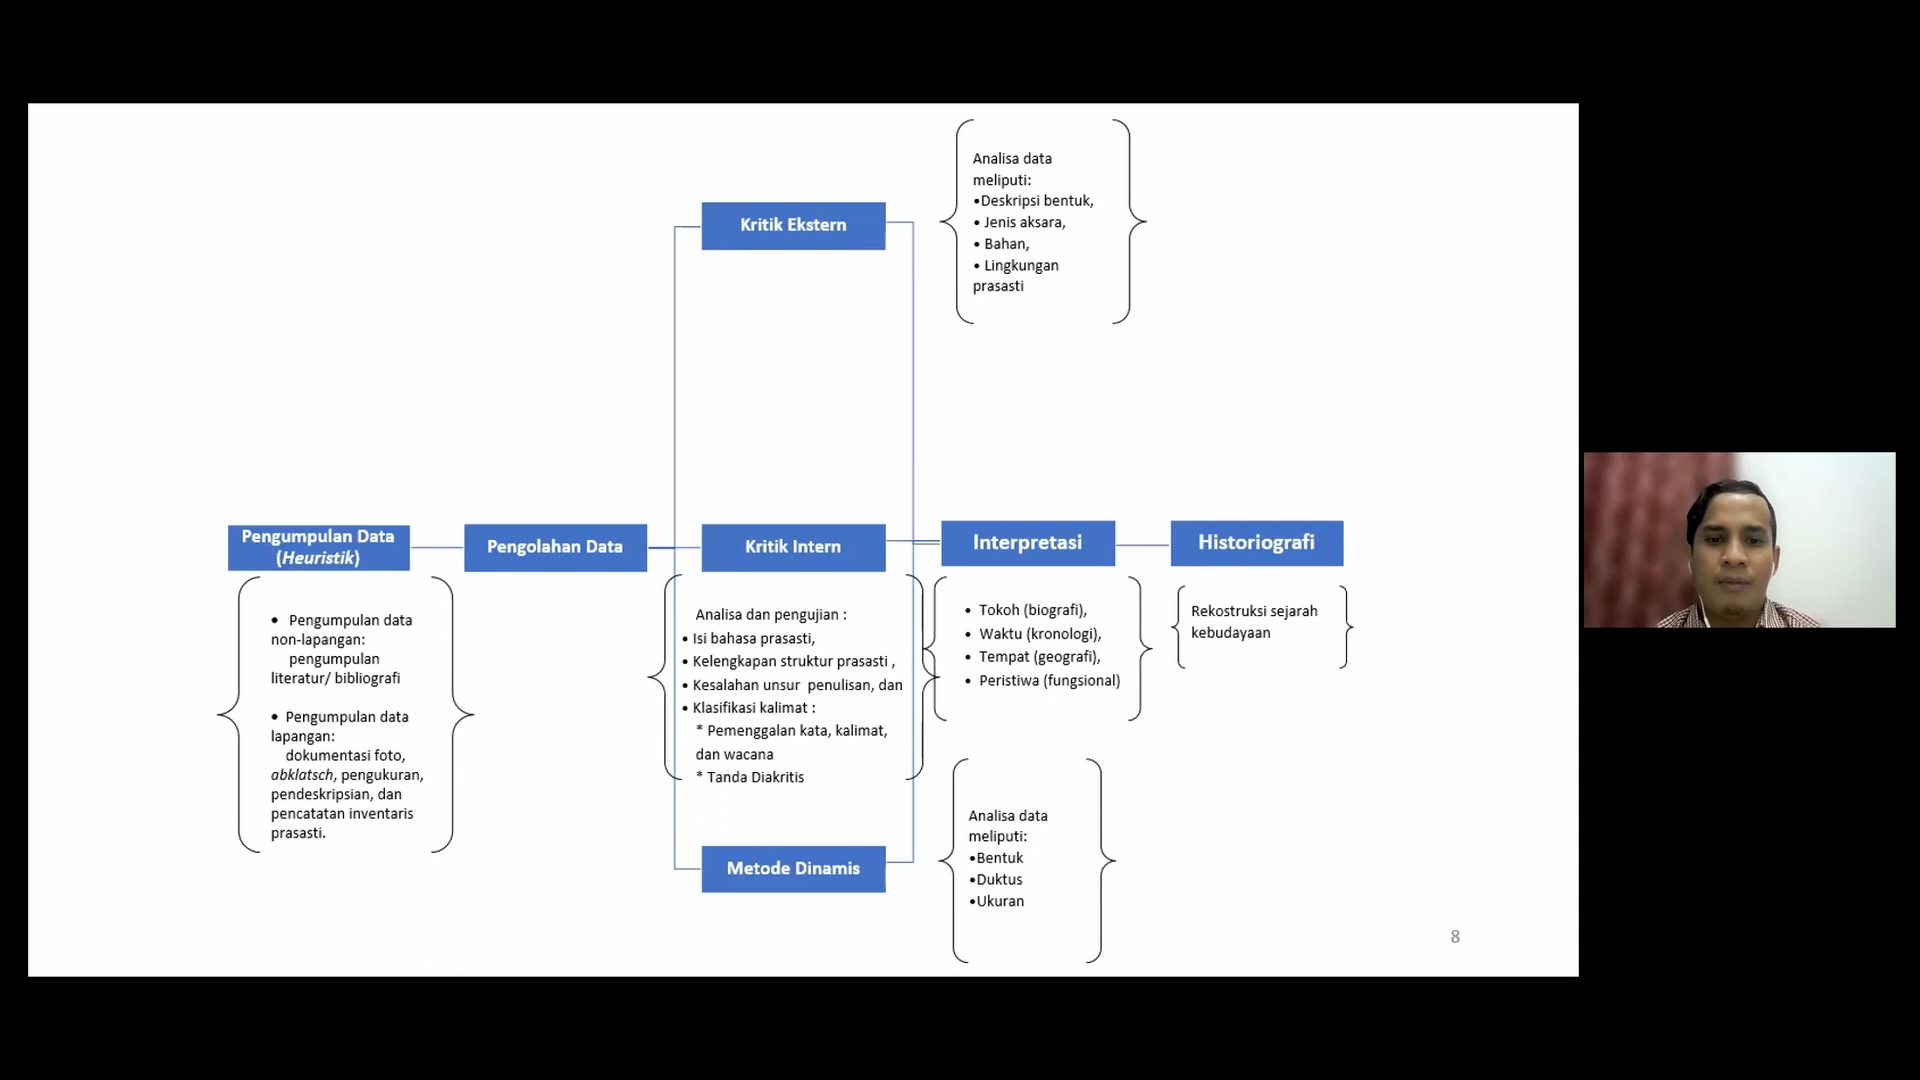 Analisa data
meliputi:
•Deskripsi bentuk,
• Jenis aksara,
• Bahan,
• Lingkungan
prasasti
Kritik Ekstern
Pengumpulan Data
(Heuristik)
Pengolahan Data
Kritik Intern
Interpretasi
Historiografi
• Pengumpulan data
non-lapangan:
pengumpulan
literatur/ bibliografi
• Pengumpulan data
lapangan:
dokumentasi foto,
abklatsch, pengukuran,
pendeskripsian, dan
pencatatan inventaris
prasasti.
Analisa dan pengujian :
• Isi bahasa prasasti,
• Kelengkapan struktur prasasti ,
• Kesalahan unsur penulisan, dan
• Klasifikasi kalimat :
* Pemenggalan kata, kalimat,
dan wacana
* Tanda Diakritis
• Tokoh (biografi),
• Waktu (kronologi),
• Tempat (geografi),
• Peristiwa (fungsional)
Rekostruksi sejarah
kebudayaan
Metode Dinamis
Analisa data
meliputi:
•Bentuk
•Duktus
•Ukuran
8